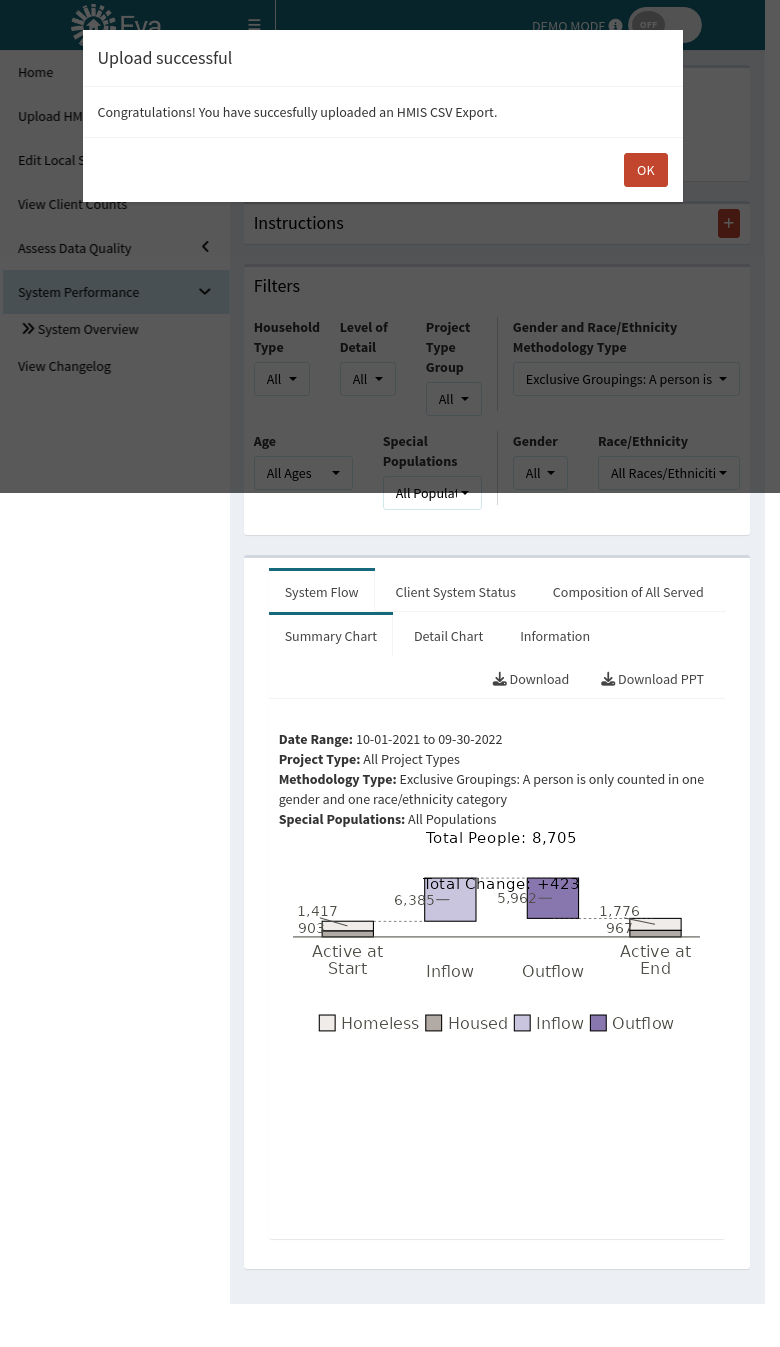 Eva
DEMO MODE
OFF
Upload successful
Congratulations! You have succesfully uploaded an HMIS CSV Export.
OK
Home
Upload HM
Edit Local S
View Client Counts
Assess Data Quality
System Performance
System Overview
View Changelog
Instructions
+
Filters
Household Type
Level of Detail
Project Type Group
Gender and Race/Ethnicity Methodology Type
All
All
All
Exclusive Groupings: A person is
Age
Special Populations
Gender
Race/Ethnicity
All Ages
All Populat
All
All Races/Ethniciti
System Flow
Client System Status
Composition of All Served
Summary Chart
Detail Chart
Information
Download
Download PPT
Date Range: 10-01-2021 to 09-30-2022
Project Type: All Project Types
Methodology Type: Exclusive Groupings: A person is only counted in one
gender and one race/ethnicity category
Special Populations: All Populations
Total People: 8,705
Total Change: +423
1,417
903
6,385
5,962
1,776
967
Active at
Start
Inflow
Outflow
Active at
End
Homeless
Housed
Inflow
Outflow